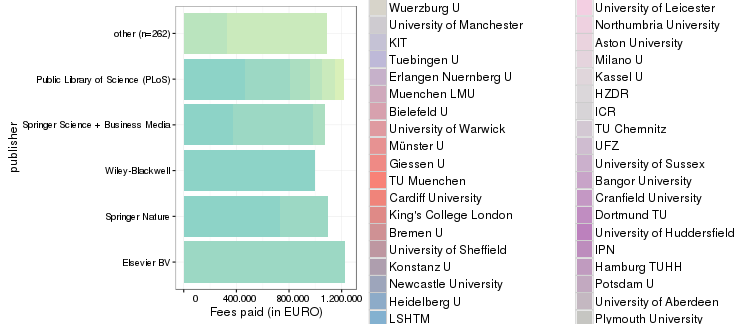 publisher
other (n=262)
Public Library of Science (PLoS)
Springer Science + Business Media
Wiley-Blackwell
Springer Nature
Elsevier BV
0 400.000 800.000 1.200.000
Fees paid (in EURO)
Wuerzburg U
University of Manchester
KIT
Tuebingen U
Erlangen Nuernberg U
Muenchen LMU
Bielefeld U
University of Warwick
Münster U
Giessen U
TU Muenchen
Cardiff University
King's College London
Bremen U
University of Sheffield
Konstanz U
Newcastle University
Heidelberg U
LSHTM
University of Leicester
Northumbria University
Aston University
Milano U
Kassel U
HZDR
ICR
TU Chemnitz
UFZ
University of Sussex
Bangor University
Cranfield University
Dortmund TU
University of Huddersfield
IPN
Hamburg TUHH
Potsdam U
University of Aberdeen
Plymouth University